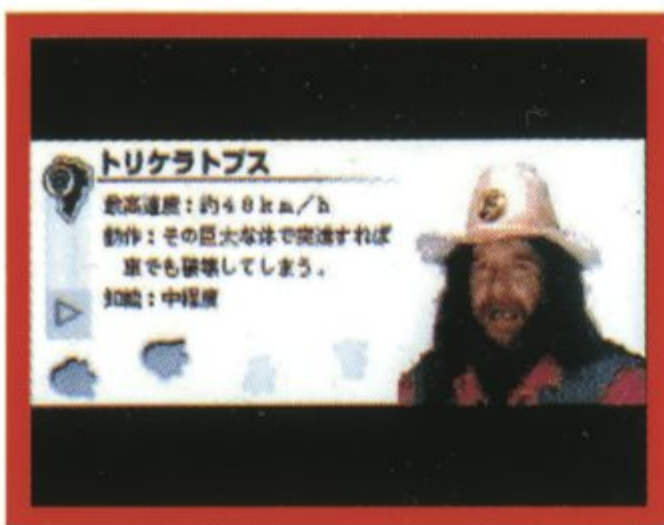 トリケラトプス
最高速度：約48km/h
動作：その巨大な体で突進すれば
車でも破壊してしまう。
知能：中程度